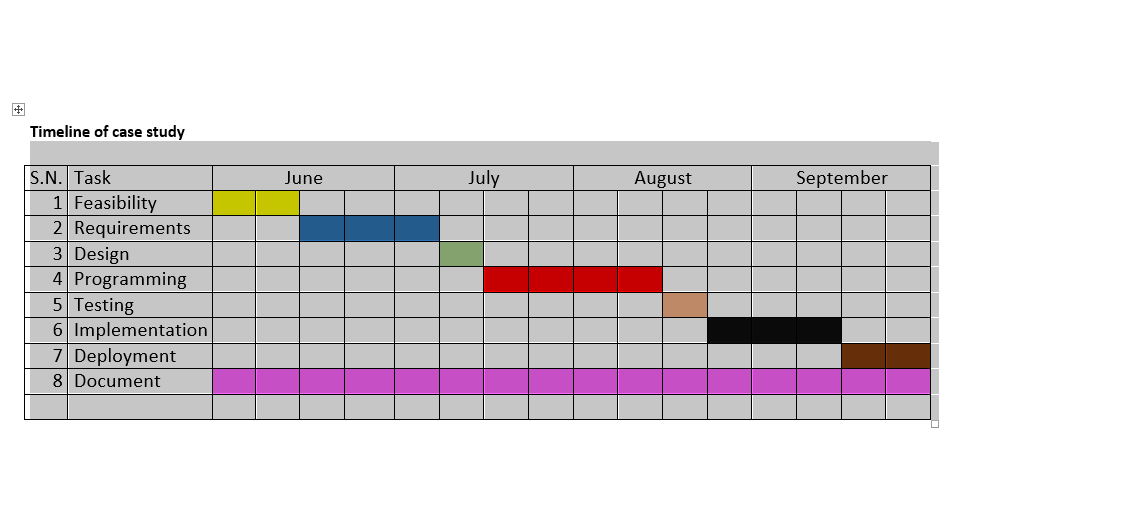 Timeline of case study
S.N. Task June July August September
1 Feasibility
2 Requirements
3 Design
4 Programming
5 Testing
6 Implementation
7 Deployment
8 Document